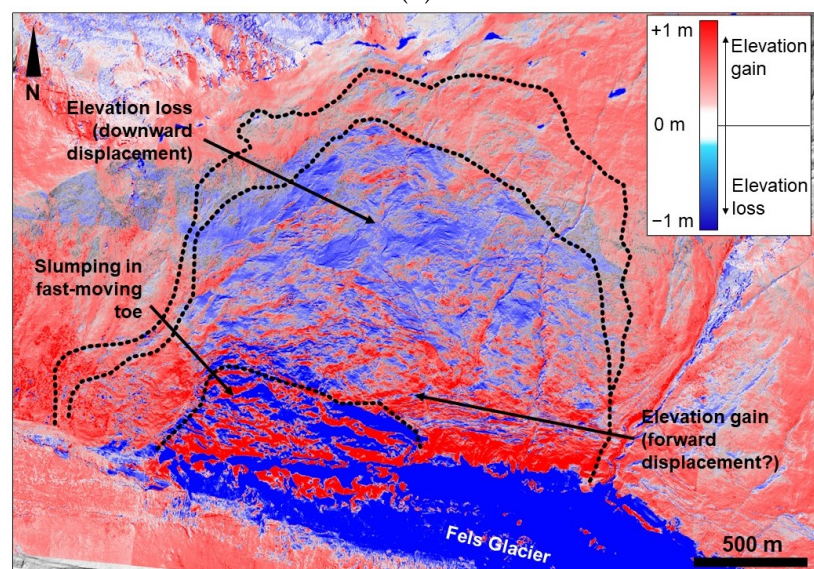 +1 m
Elevation
gain
0 m
Elevation
loss
−1 m
N
Elevation loss
(downward
displacement)
Slumping in
fast-moving
toe
Elevation gain
(forward
displacement?)
Fels Glacier
500 m